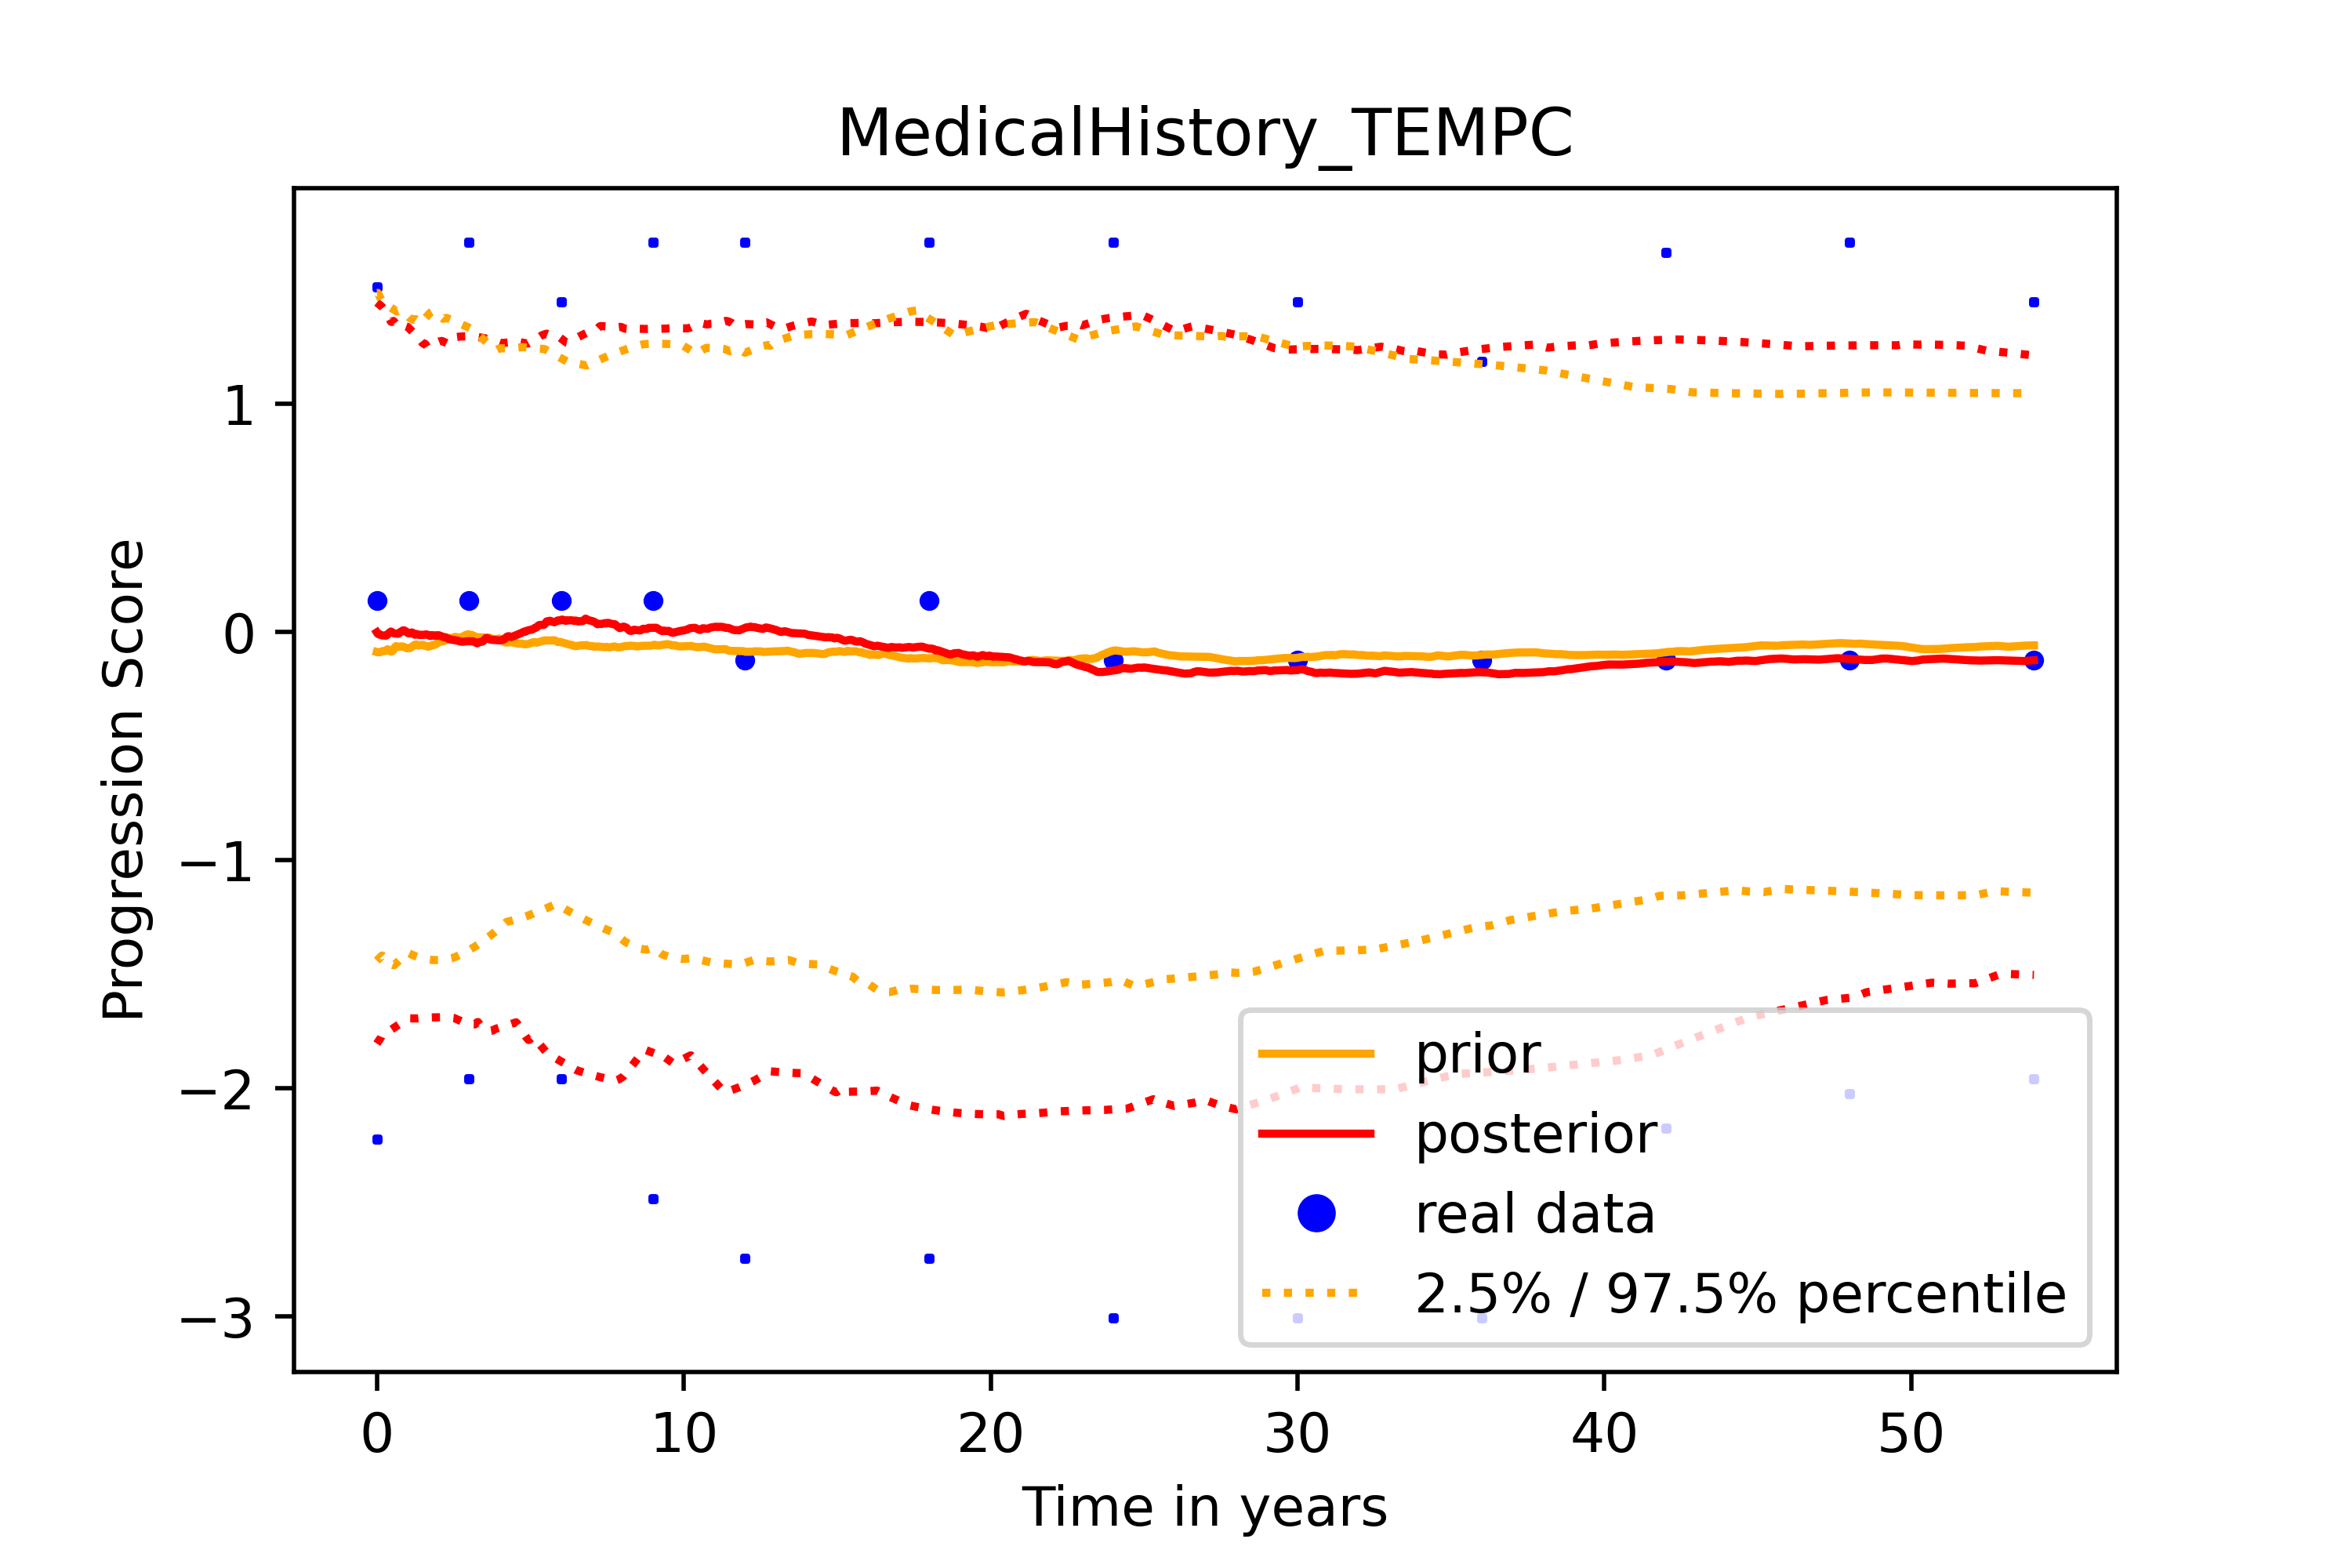 MedicalHistory_TEMPC
Progression Score
1
0
−1
−2
−3
prior
posterior
real data
2.5% / 97.5% percentile
0 10 20 30 40 50
Time in years